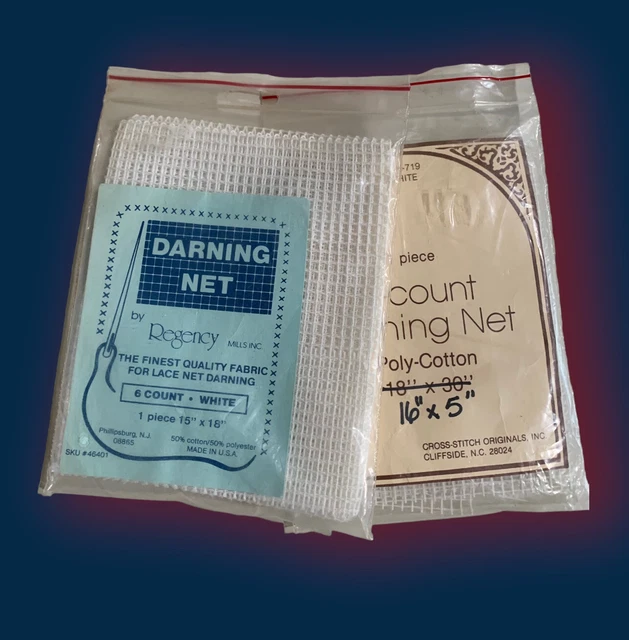 DARNING
NET
by Regency MILLS INC.
THE FINEST QUALITY FABRIC
FOR LACE NET DARNING
6 COUNT • WHITE
1 piece 15" x 18"
Phillipsburg, N.J.
08865
50% cotton/50% polyester
MADE IN U.S.A.
SKU #46401
-719
ITE
piece
count
ning Net
Poly-Cotton
18" x 30"
16" x 5"
CROSS-STITCH ORIGINALS, INC
CLIFFSIDE, N.C. 28024